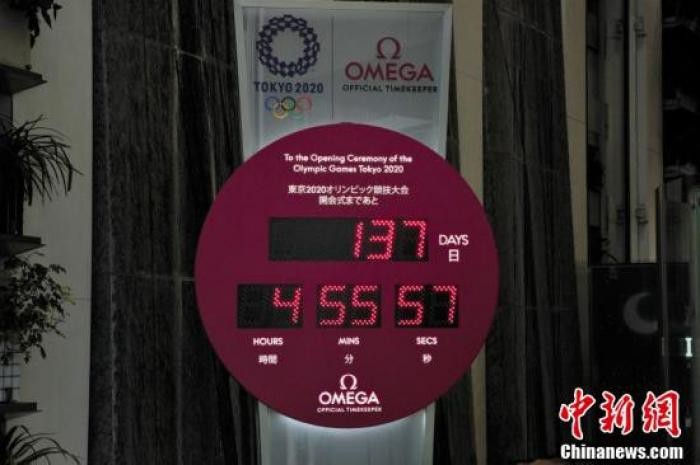 TOKYO 2020
Ω
OMEGA
OFFICIAL TIMEKEEPER
To the Opening Ceremony of the
Olympic Games Tokyo 2020
東京2020オリンピック競技大会
開会式まであと
137 DAYS
日
4 55 57
HOURS MINS SECS
時間 分 秒
Ω
OMEGA
OFFICIAL TIMEKEEPER
中新网
Chinanews.com